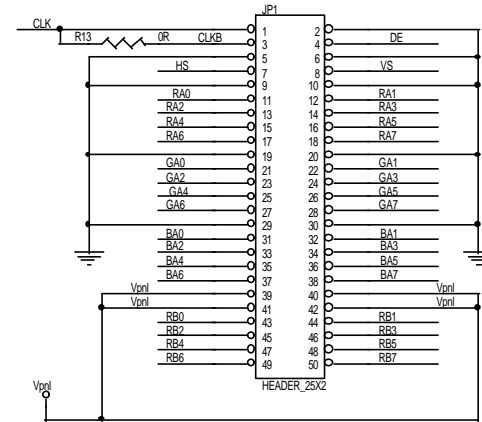 JP1
CLK 1 2
R13 0R CLKB 3 4 DE
5 6
HS 7 8 VS
9 10
RA0 11 12 RA1
RA2 13 14 RA3
RA4 15 16 RA5
RA6 17 18 RA7
19 20
GA0 21 22 GA1
GA2 23 24 GA3
GA4 25 26 GA5
GA6 27 28 GA7
29 30
BA0 31 32 BA1
BA2 33 34 BA3
BA4 35 36 BA5
BA6 37 38 BA7
Vpnl 39 40 Vpnl
Vpnl 41 42 Vpnl
RB0 43 44 RB1
RB2 45 46 RB3
RB4 47 48 RB5
RB6 49 50 RB7
Vpnl HEADER_25X2